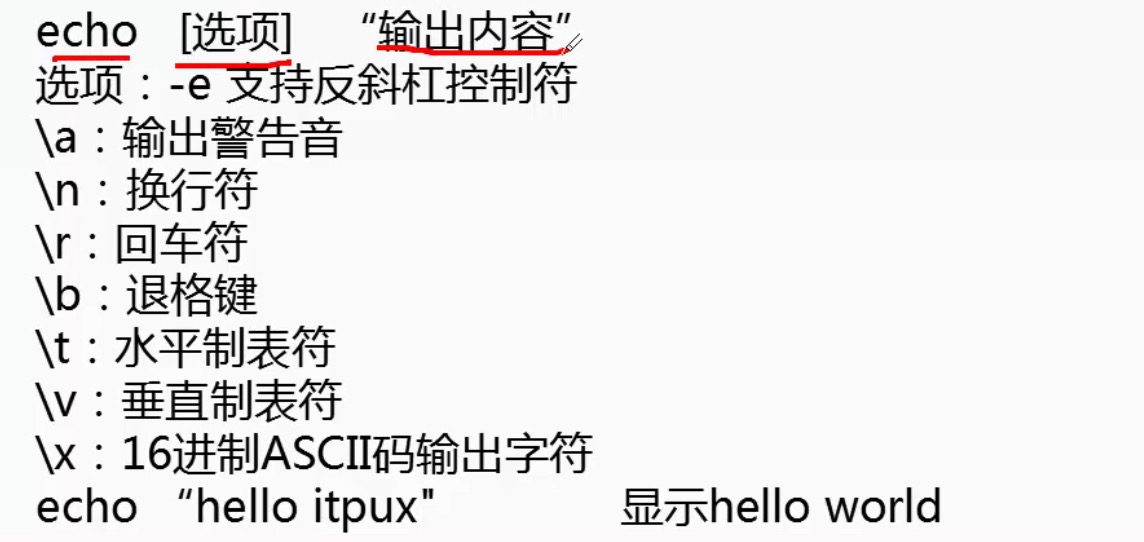 echo [选项] “输出内容”
选项：-e 支持反斜杠控制符
\a：输出警告音
\n：换行符
\r：回车符
\b：退格键
\t：水平制表符
\v：垂直制表符
\x：16进制ASCII码输出字符
echo “hello itpux" 显示hello world